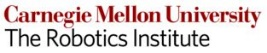 Carnegie Mellon University
The Robotics Institute